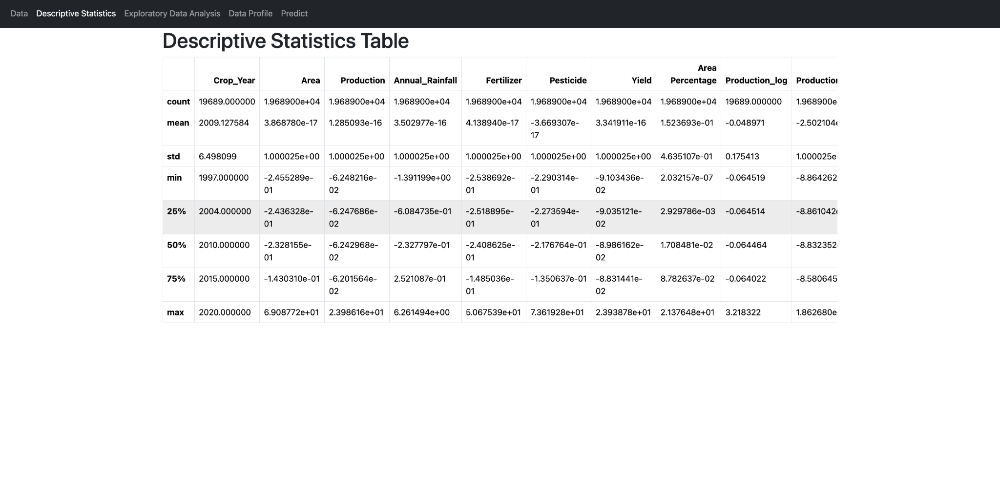 Data Descriptive Statistics Exploratory Data Analysis Data Profile Predict
Descriptive Statistics Table
Crop_Year Area Production Annual_Rainfall Fertilizer Pesticide Yield Area Percentage Production_log Production
count 19689.000000 1.968900e+04 1.968900e+04 1.968900e+04 1.968900e+04 1.968900e+04 1.968900e+04 1.968900e+04 19689.000000 1.968900e
mean 2009.127584 3.868780e-17 1.285093e-16 3.502977e-16 4.138940e-17 -3.669307e-17 3.341911e-16 1.523693e-01 -0.048971 -2.502104e
std 6.498099 1.000025e+00 1.000025e+00 1.000025e+00 1.000025e+00 1.000025e+00 1.000025e+00 4.635107e-01 0.175413 1.000025e
min 1997.000000 -2.455289e-01 -6.248216e-02 -1.391199e+00 -2.538692e-01 -2.290314e-01 -9.103436e-02 2.032157e-07 -0.064519 -8.864262
25% 2004.000000 -2.436328e-01 -6.247686e-02 -6.084735e-01 -2.518895e-01 -2.273594e-01 -9.035121e-02 2.929786e-03 -0.064514 -8.861042e
50% 2010.000000 -2.328155e-01 -6.242968e-02 -2.327797e-01 -2.408625e-01 -2.176764e-01 -8.986162e-02 1.708481e-02 -0.064464 -8.832352
75% 2015.000000 -1.430310e-01 -6.201564e-02 2.521087e-01 -1.485036e-01 -1.350637e-01 -8.831441e-02 8.782637e-02 -0.064022 -8.580645
max 2020.000000 6.908772e+01 2.398616e+01 6.261494e+00 5.067539e+01 7.361928e+01 2.393878e+01 2.137648e+01 3.218322 1.862680e